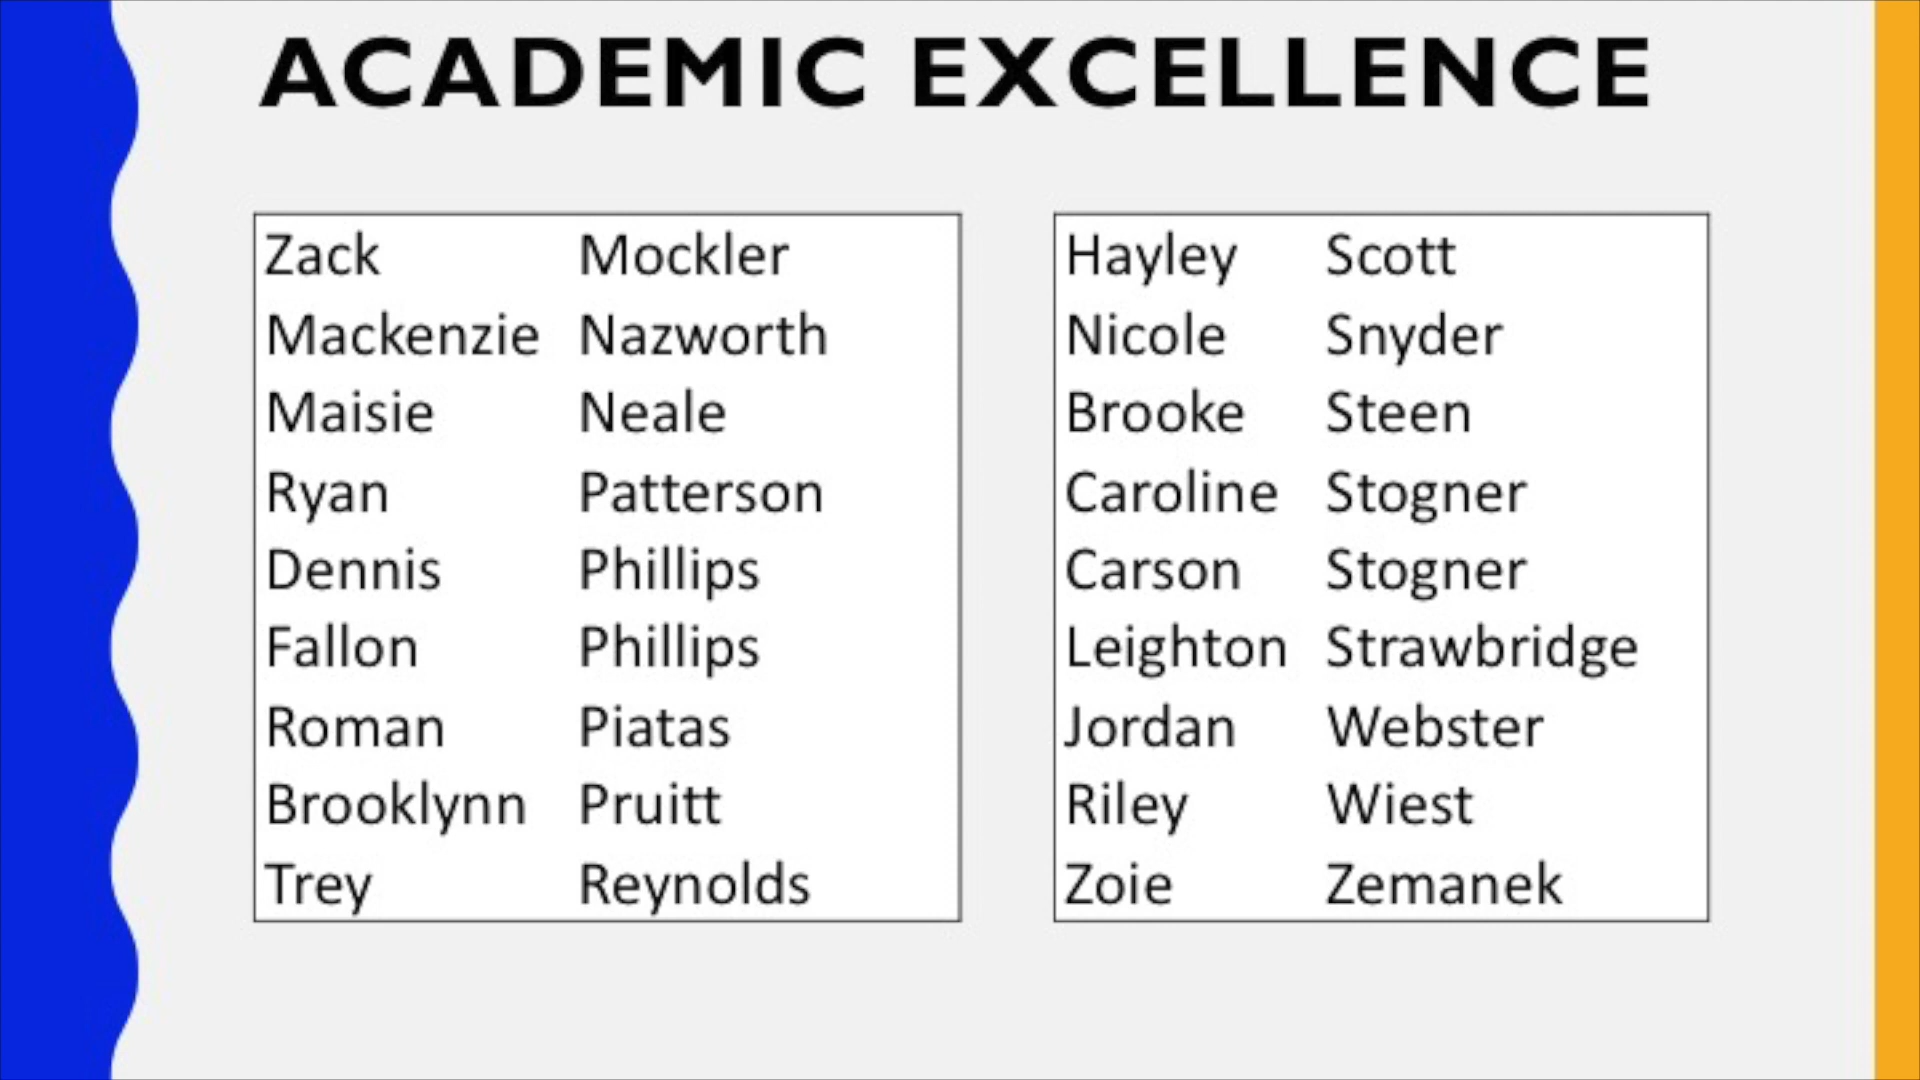 ACADEMIC EXCELLENCE
Zack Mockler
Mackenzie Nazworth
Maisie Neale
Ryan Patterson
Dennis Phillips
Fallon Phillips
Roman Piatas
Brooklynn Pruitt
Trey Reynolds
Hayley Scott
Nicole Snyder
Brooke Steen
Caroline Stogner
Carson Stogner
Leighton Strawbridge
Jordan Webster
Riley Wiest
Zoie Zemanek